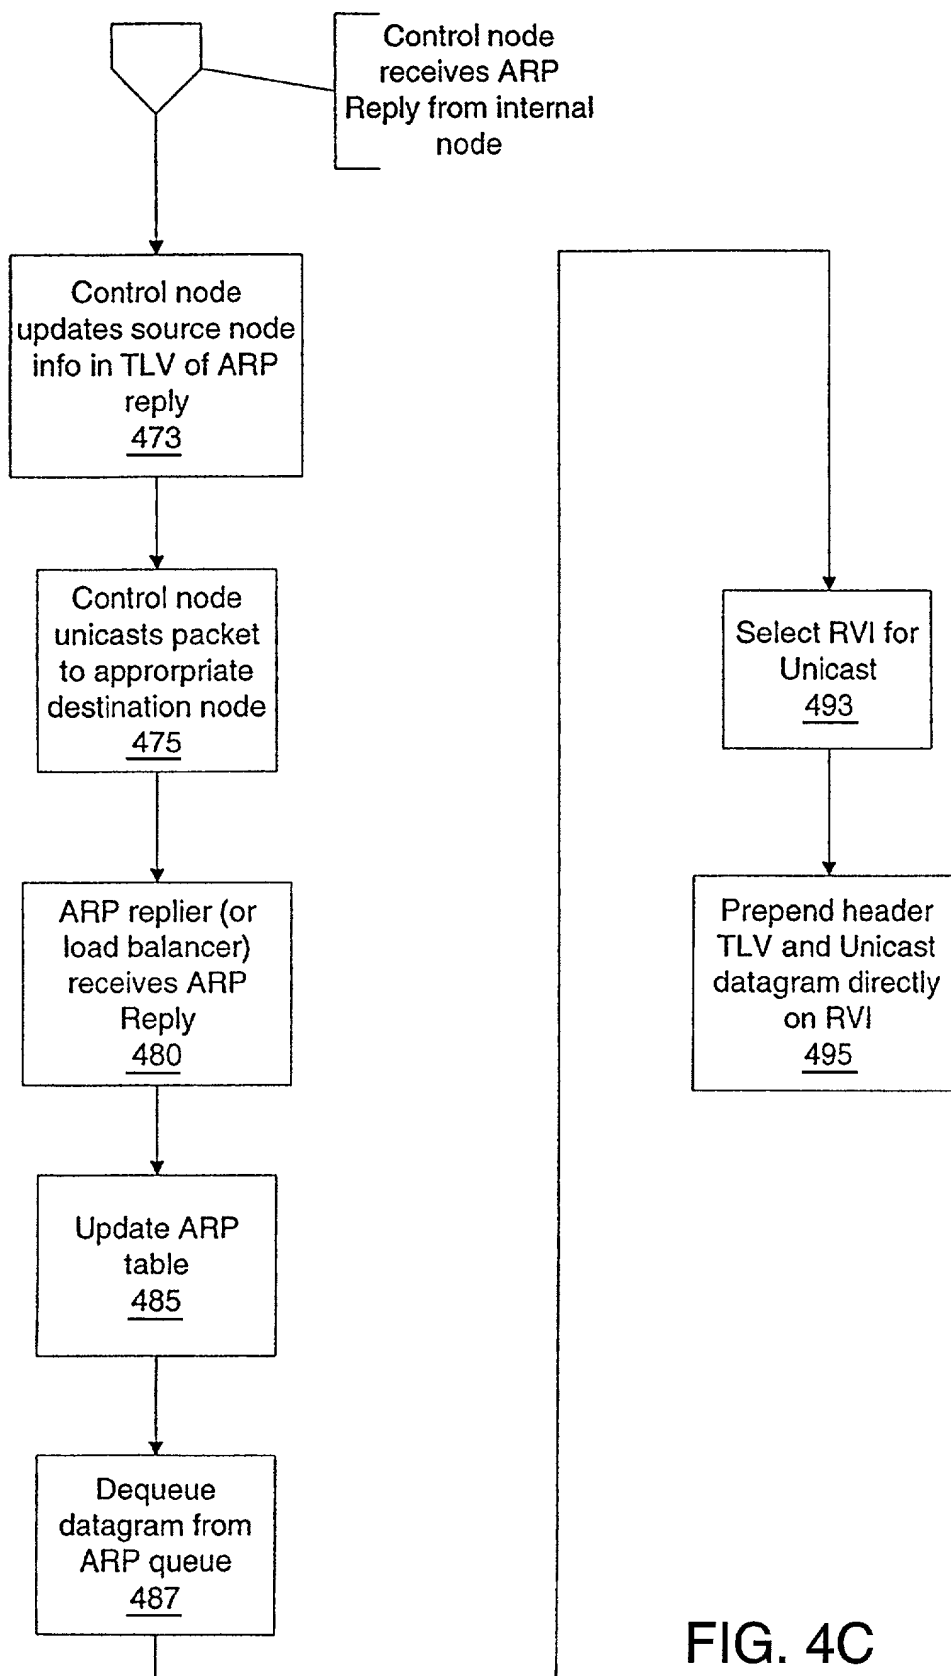 Control node
receives ARP
Reply from internal
node
Control node
updates source node
info in TLV of ARP
reply
473
Control node
unicasts packet
to approrpriate
destination node
475
ARP replier (or
load balancer)
receives ARP
Reply
480
Update ARP
table
485
Dequeue
datagram from
ARP queue
487
Select RVI for
Unicast
493
Prepend header
TLV and Unicast
datagram directly
on RVI
495
FIG. 4C